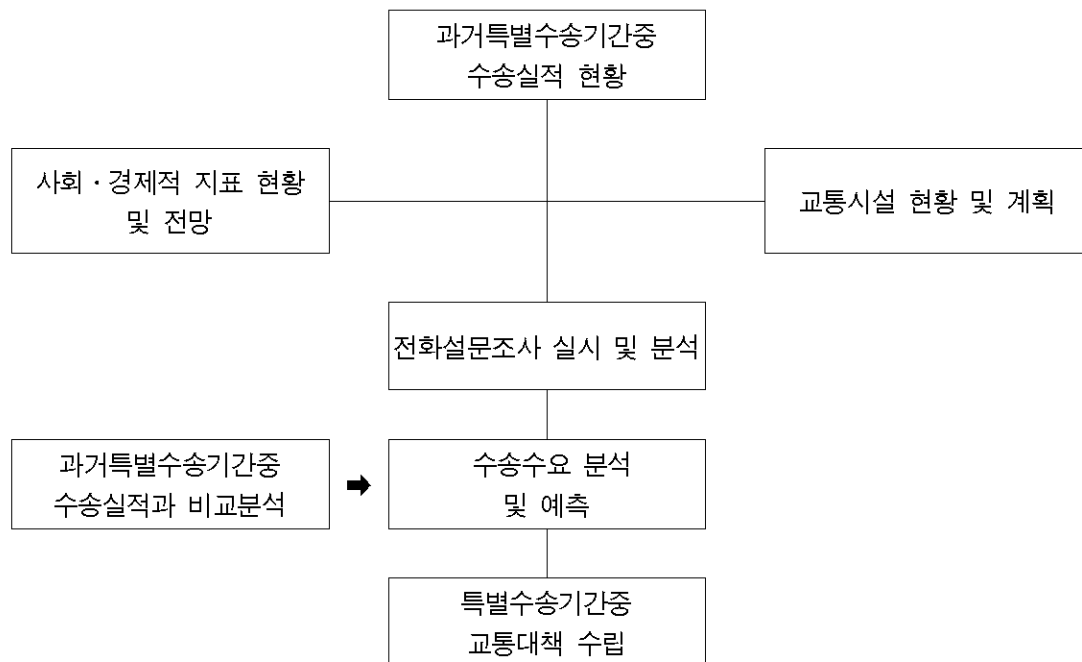 과거특별수송기간중
수송실적 현황
사회·경제적 지표 현황
및 전망
교통시설 현황 및 계획
전화설문조사 실시 및 분석
과거특별수송기간중
수송실적과 비교분석
수송수요 분석
및 예측
특별수송기간중
교통대책 수립